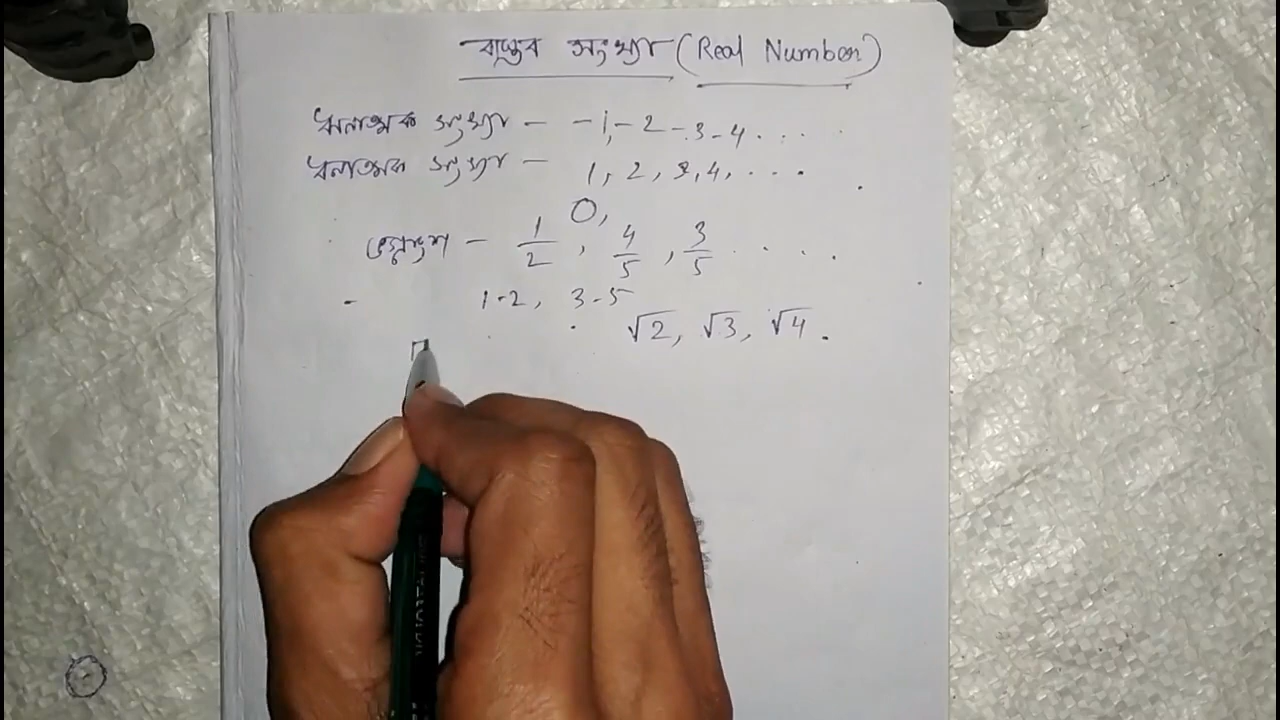 বাস্তব সংখ্যা (Real Number)
ঋনাত্মক সংখ্যা - -1,-2 -3-4....
ধনাত্মক সংখ্যা - 1, 2, 3,4, ...
0,
ভগ্নাংশ - 1/2, 4/5, 3/5 ....
1.2, 3.5
√2, √3, √4.